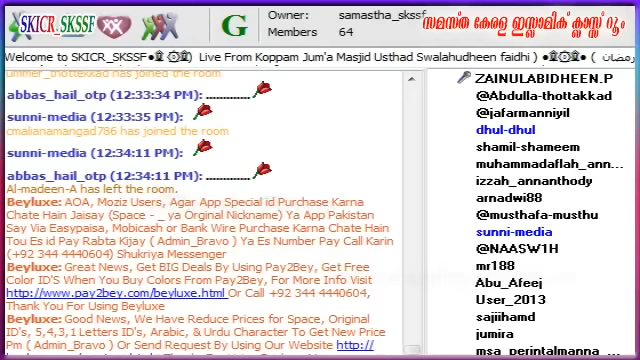 SKICR_SKSSF
G
Owner: samastha_skssf
Members 64
സമസ്ത കേരള ഇസ്ലാമിക് ക്ലാസ്സ് റൂം
Welcome to SKICR_SKSSF● ۩۞۩● ) Live From Koppam Jum'a Masjid Usthad Swalahudheen faidhi ) ●۩۞۩● (
ummer_thottekkad has joined the room
abbas_hail_otp (12:33:34 PM): .............
sunni-media (12:33:35 PM):
cmalianamangad786 has joined the room
sunni-media (12:34:11 PM):
abbas_hail_otp (12:34:11 PM): .............
Al-madeen-A has left the room.
Beyluxe: AOA, Moziz Users, Agar App Special id Purchase Karna
Chate Hain Jaisay (Space - _ ya Orginal Nickname) Ya App Pakistan
Say Via Easypaisa, Mobicash or Bank Wire Purchase Karna Chate Hain
Tou Es id Pay Rabta Kijay ( Admin_Bravo ) Ya Es Number Pay Call Karin
(+92 344 4440604) Shukriya Messenger
Beyluxe: Great News, Get BIG Deals By Using Pay2Bey, Get Free
Color ID'S When You Buy Colors From Pay2Bey, For More Info Visit
http://www.pay2bey.com/beyluxe.html Or Call +92 344 4440604,
Thank You For Using Beyluxe
Beyluxe: Good News, We Have Reduce Prices for Space, Original
ID's, 5,4,3,1 Letters ID's, Arabic, & Urdu Character To Get New Price
Pm ( Admin_Bravo ) Or Send Request By Using Our Website http://
ZAINULABIDHEEN.P
@Abdulla-thottakkad
@jafarmanniyil
dhul-dhul
shamil-shameem
muhammadaflah_ann...
izzah_annanthody
arnadwi88
@musthafa-musthu
sunni-media
@NAASW1H
mr188
Abu_Afeej
User_2013
sajiihamd
jumira
msa_perintalmanna...